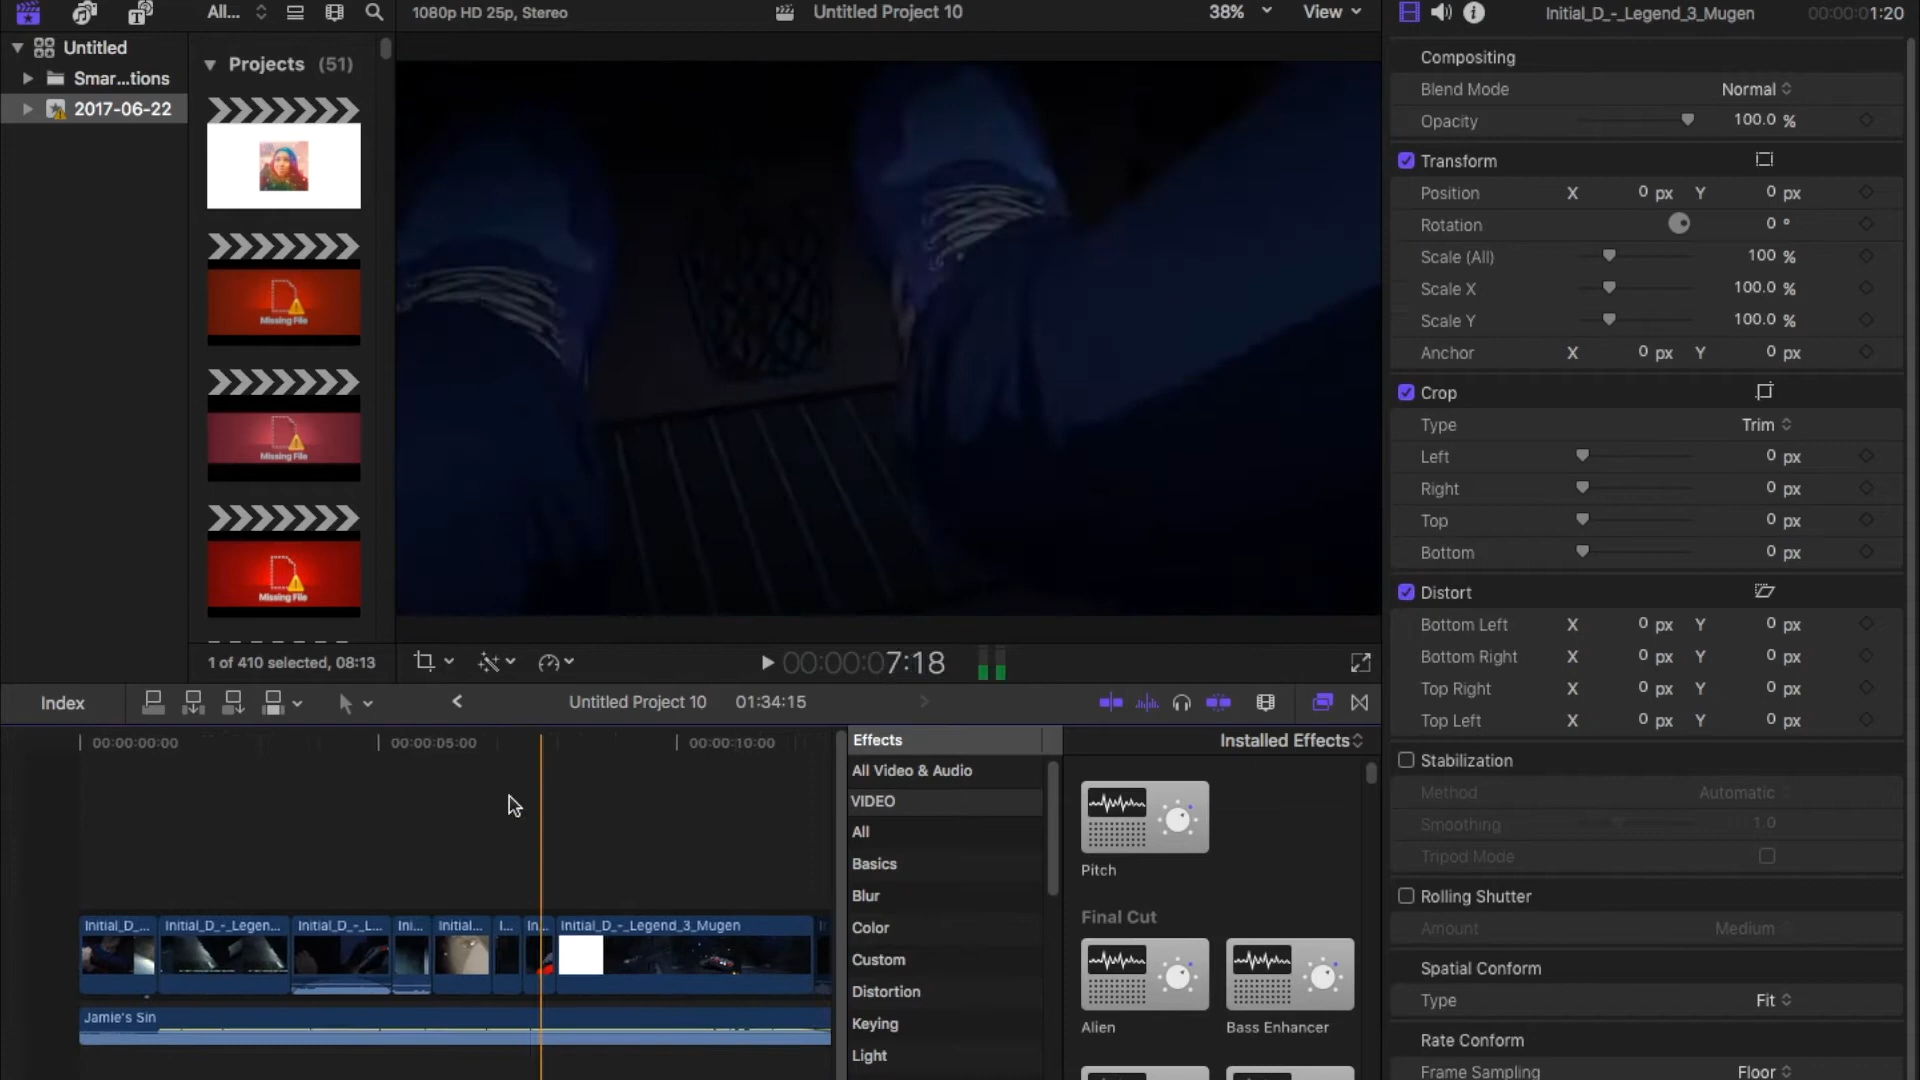 All...
1080p HD 25p, Stereo
Untitled Project 10
38%
View
Initial_D_-_Legend_3_Mugen
00:00:01:20
Untitled
Smar...tions
2017-06-22
Projects (51)
Missing File
Missing File
Missing File
1 of 410 selected, 08:13
00:00:07:18
Compositing
Blend Mode Normal
Opacity 100.0 %
Transform
Position X 0 px Y 0 px
Rotation 0 °
Scale (All) 100 %
Scale X 100.0 %
Scale Y 100.0 %
Anchor X 0 px Y 0 px
Crop
Type Trim
Left 0 px
Right 0 px
Top 0 px
Bottom 0 px
Distort
Bottom Left X 0 px Y 0 px
Bottom Right X 0 px Y 0 px
Top Right X 0 px Y 0 px
Top Left X 0 px Y 0 px
Stabilization
Method Automatic
Smoothing 1.0
Tripod Mode
Rolling Shutter
Amount Medium
Spatial Conform
Type Fit
Rate Conform
Frame Sampling Floor
Index
Untitled Project 10 01:34:15
00:00:00:00 00:00:05:00 00:00:10:00
Initial_D_... Initial_D_-_Legen... Initial_D_-_L... Ini... Initial... I... In... Initial_D_-_Legend_3_Mugen
Jamie's Sin
Effects
All Video & Audio
VIDEO
All
Basics
Blur
Color
Custom
Distortion
Keying
Light
Installed Effects
Pitch
Final Cut
Alien Bass Enhancer